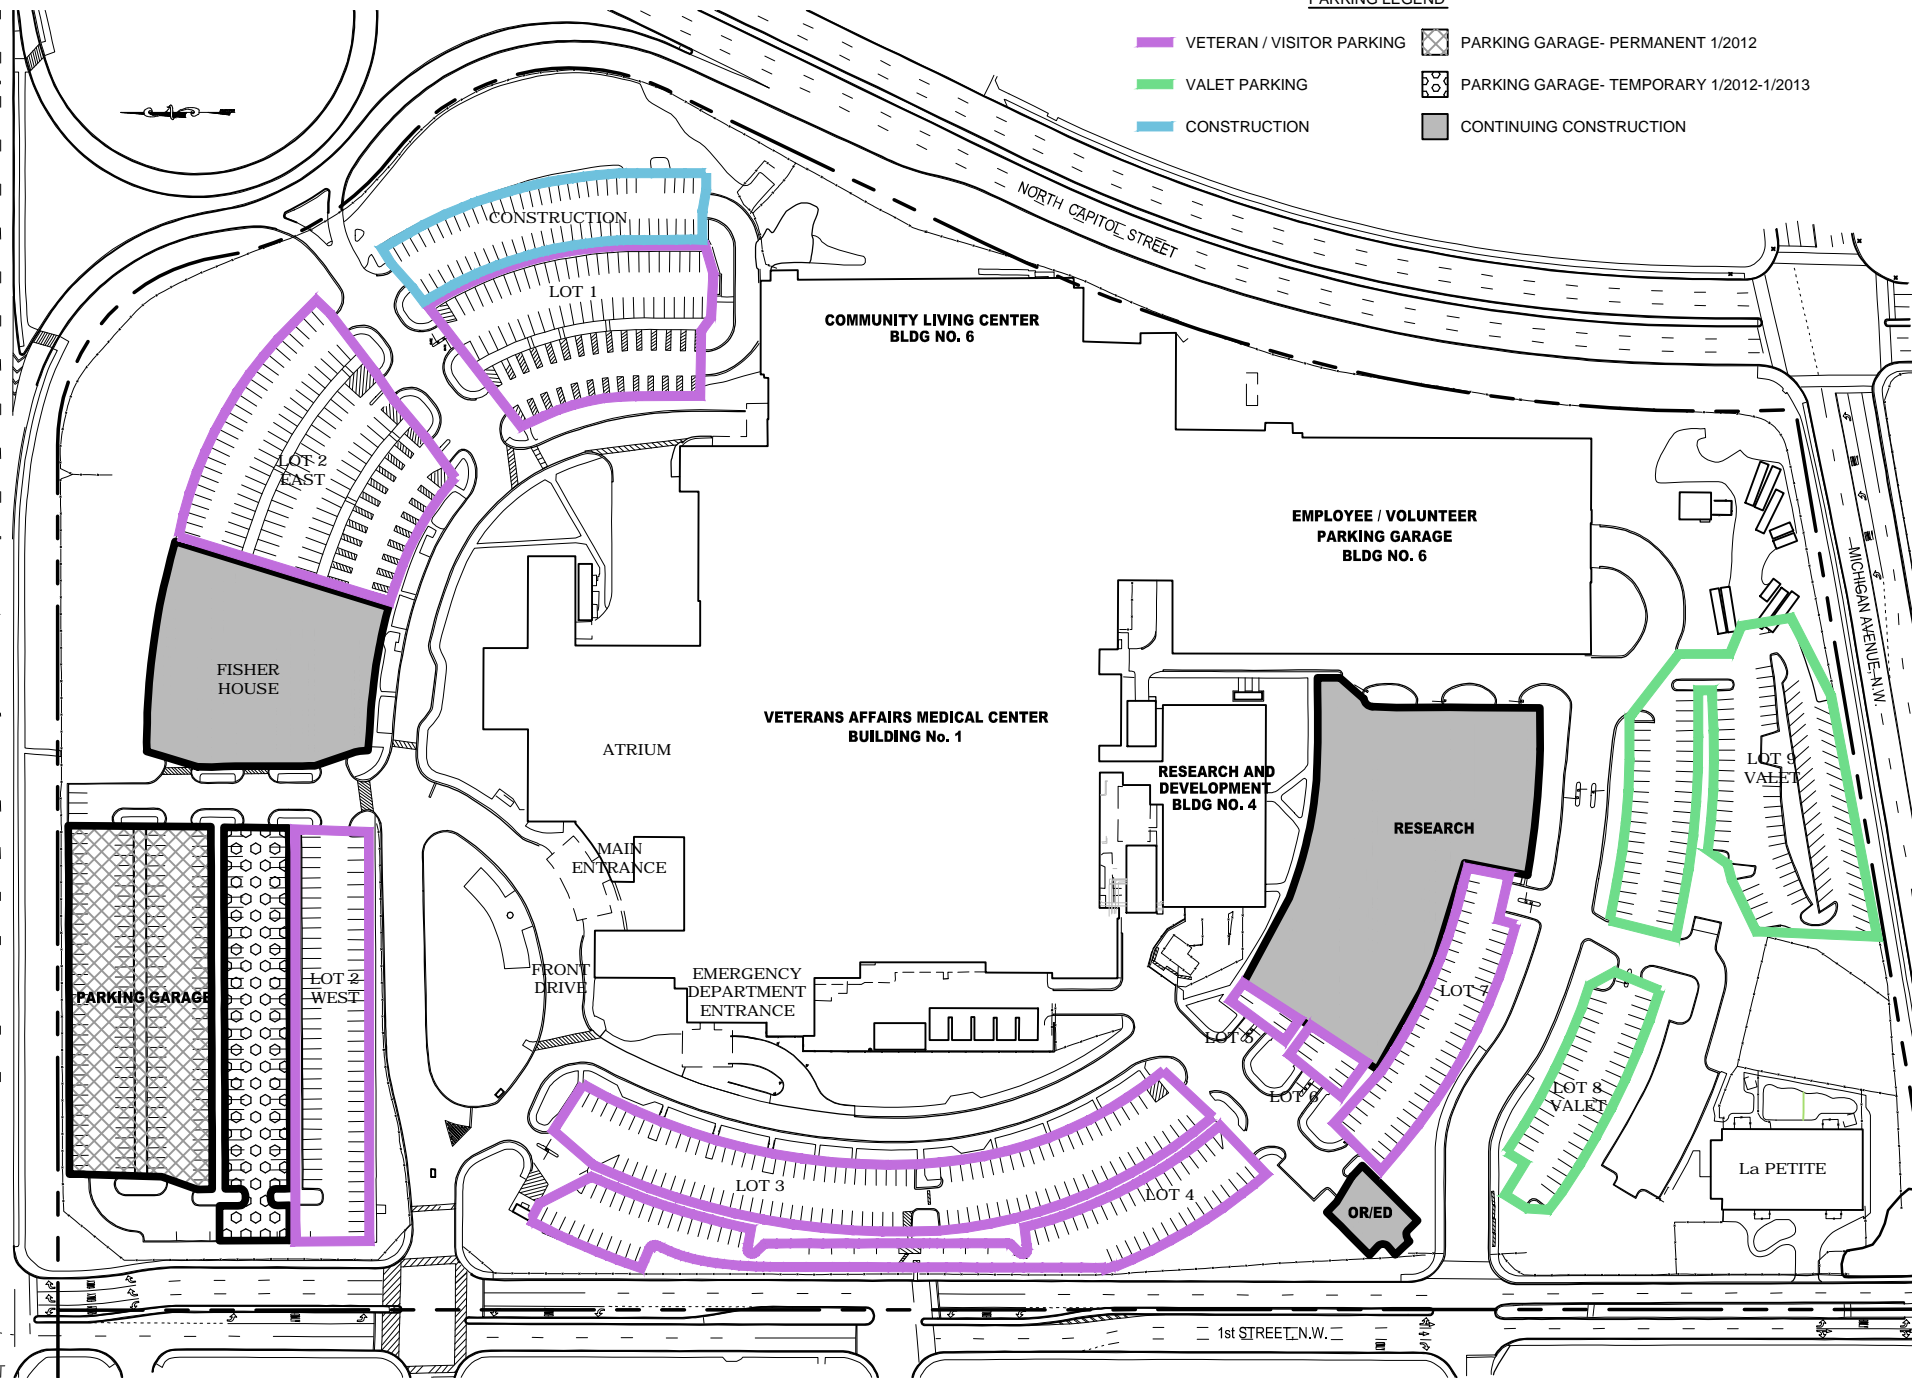 PARKING LEGEND
VETERAN / VISITOR PARKING
PARKING GARAGE- PERMANENT 1/2012
VALET PARKING
PARKING GARAGE- TEMPORARY 1/2012-1/2013
CONSTRUCTION
CONTINUING CONSTRUCTION
NORTH CAPITOL STREET
CONSTRUCTION
LOT 1
COMMUNITY LIVING CENTER
BLDG NO. 6
LOT 2
EAST
EMPLOYEE / VOLUNTEER
PARKING GARAGE
BLDG NO. 6
MICHIGAN AVENUE, N.W.
FISHER
HOUSE
VETERANS AFFAIRS MEDICAL CENTER
BUILDING No. 1
ATRIUM
RESEARCH AND
DEVELOPMENT
BLDG NO. 4
LOT 9
VALET
RESEARCH
MAIN
ENTRANCE
FRONT
DRIVE
EMERGENCY
DEPARTMENT
ENTRANCE
LOT 2
WEST
PARKING GARAGE
LOT 7
LOT 5
LOT 6
LOT 8
VALET
LOT 3
LOT 4
La PETITE
OR/ED
1st STREET, N.W.